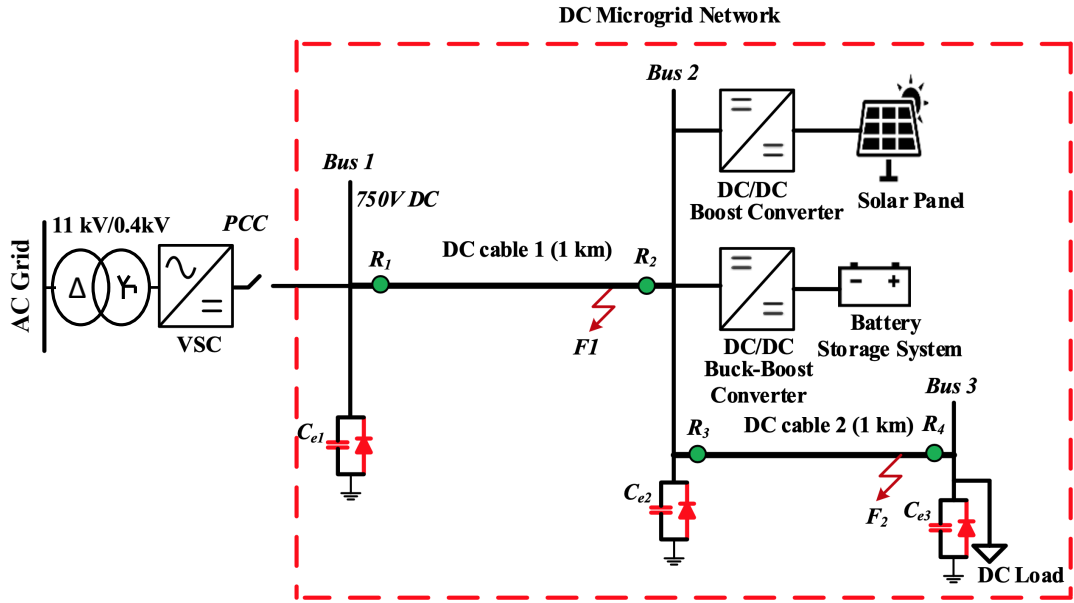 DC Microgrid Network
Bus 2
Bus 1
750V DC
DC/DC
Boost Converter
Solar Panel
11 kV/0.4kV
PCC
AC Grid
Δ
VSC
R1
DC cable 1 (1 km)
R2
F1
- +
Battery
Storage System
DC/DC
Buck-Boost
Converter
Bus 3
R3
DC cable 2 (1 km)
R4
Ce1
Ce2
F2
Ce3
DC Load